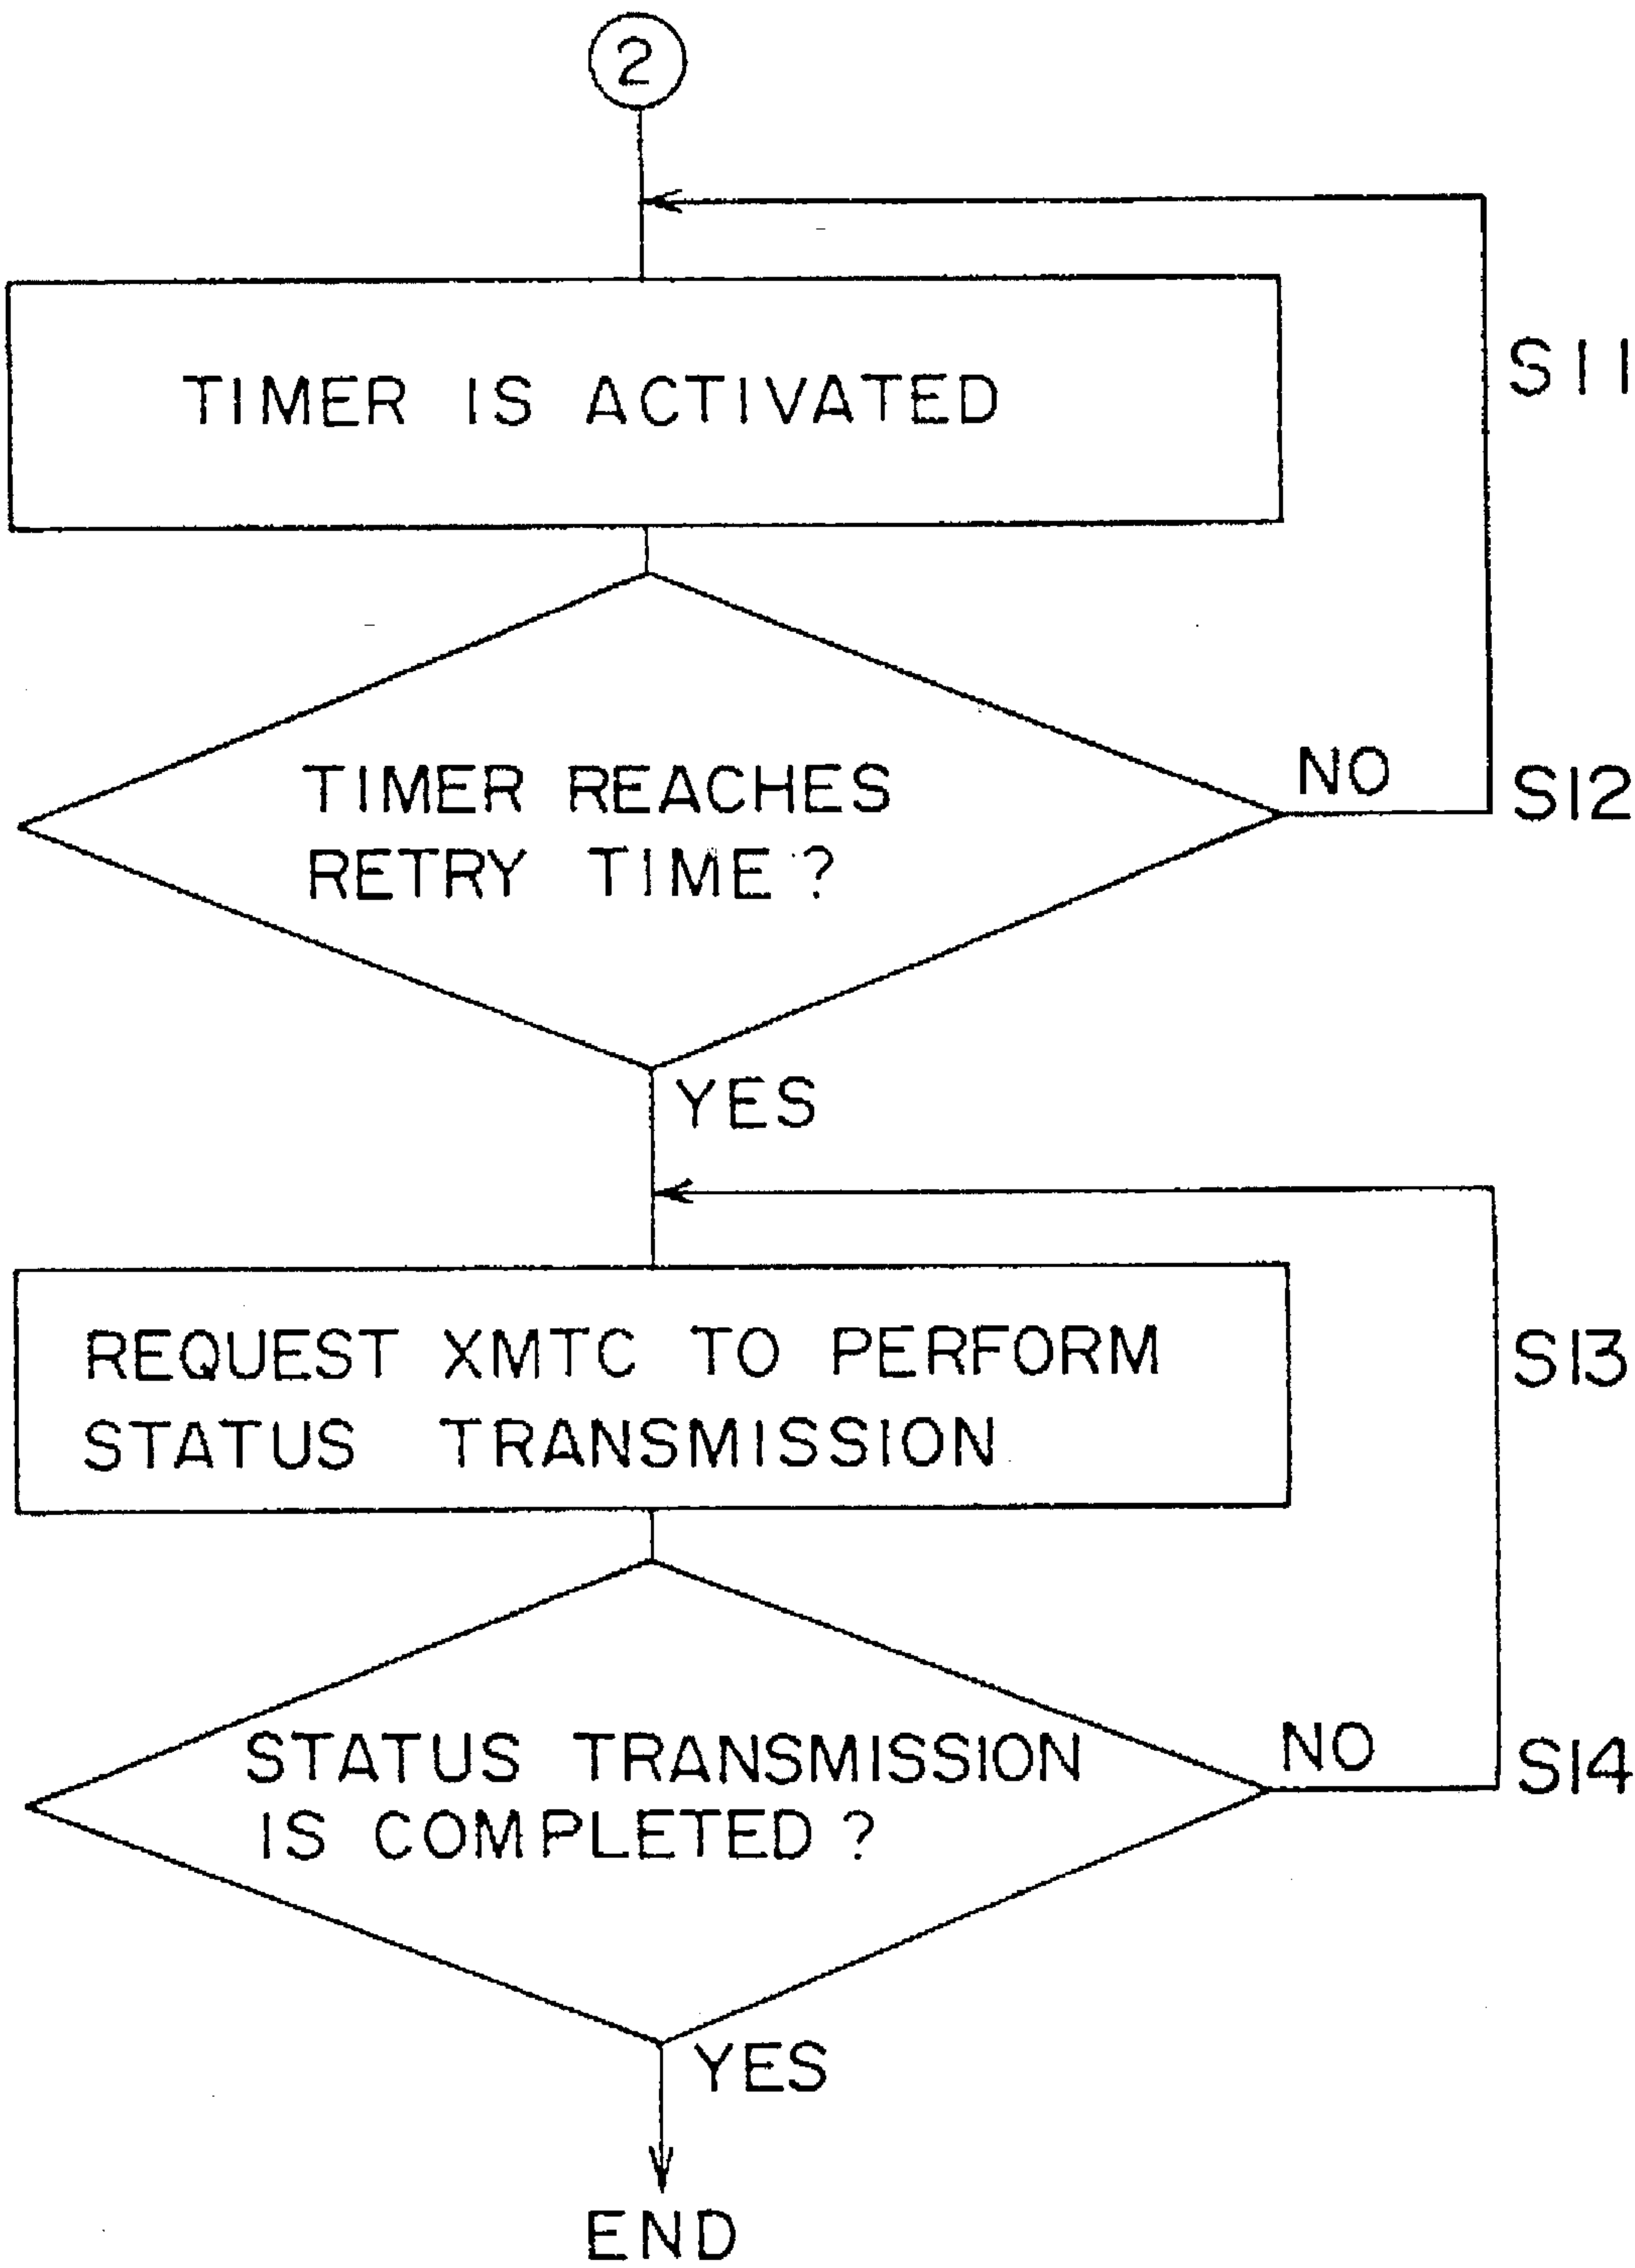 2
TIMER IS ACTIVATED
S11
TIMER REACHES
RETRY TIME?
NO
S12
YES
REQUEST XMTC TO PERFORM
STATUS TRANSMISSION
S13
STATUS TRANSMISSION
IS COMPLETED?
NO
S14
YES
END